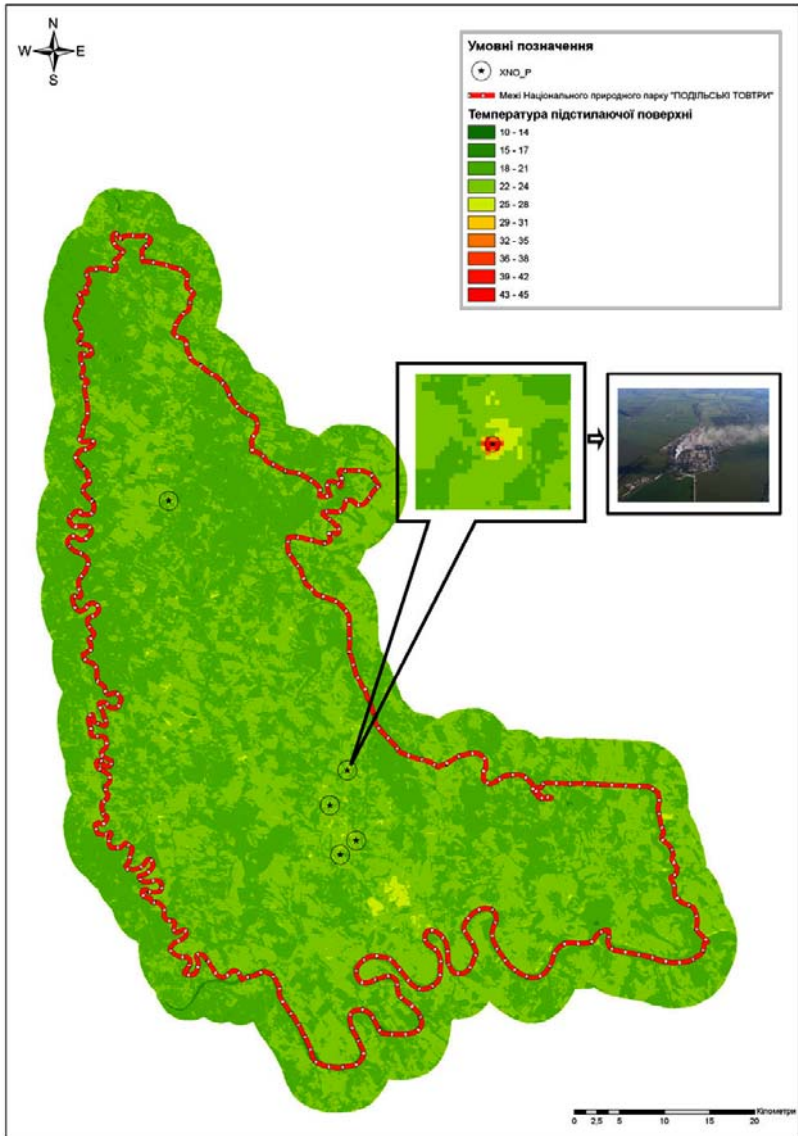 N
W E
S
Умовні позначення
XNO_P
Межі Національного природного парку "ПОДІЛЬСЬКІ ТОВТРИ"
Температура підстилаючої поверхні
10 - 14
15 - 17
18 - 21
22 - 24
25 - 28
29 - 31
32 - 35
36 - 38
39 - 42
43 - 45
Кілометри
0 2,5 5 10 15 20